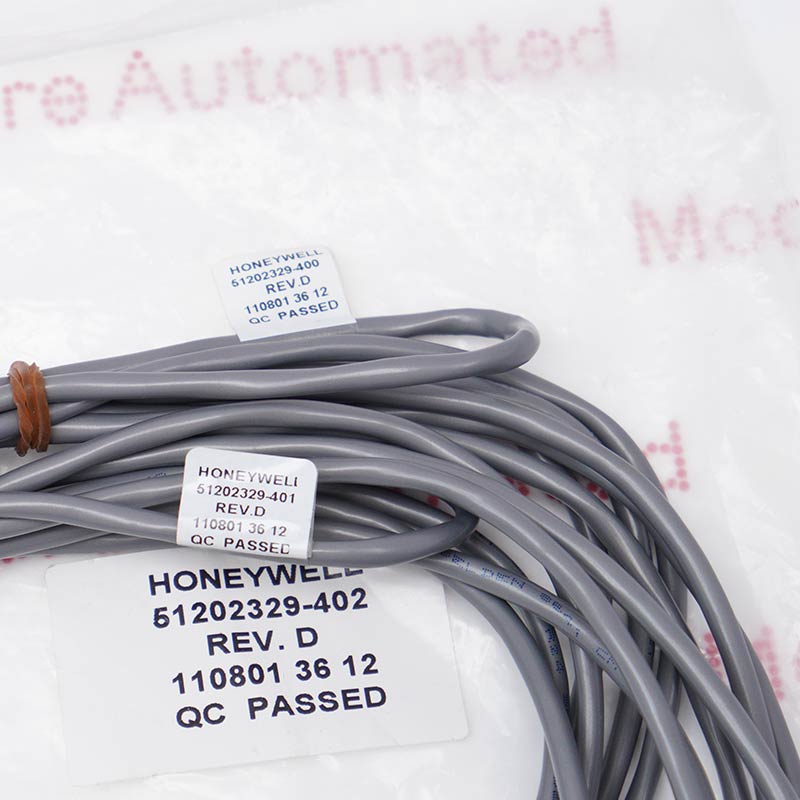 re Automated
Mod
HONEYWELL
51202329-400
REV.D
110801 36 12
QC PASSED
HONEYWELL
51202329-401
REV.D
110801 36 12
QC PASSED
HONEYWELL
51202329-402
REV. D
110801 36 12
QC PASSED